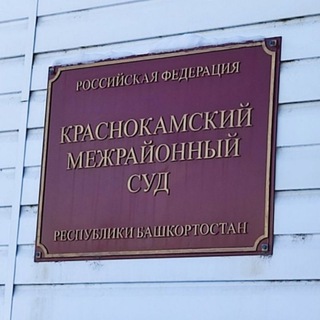 РОССИЙСКАЯ ФЕДЕРАЦИЯ
КРАСНОКАМСКИЙ
МЕЖРАЙОННЫЙ
СУД
РЕСПУБЛИКИ БАШКОРТОСТАН